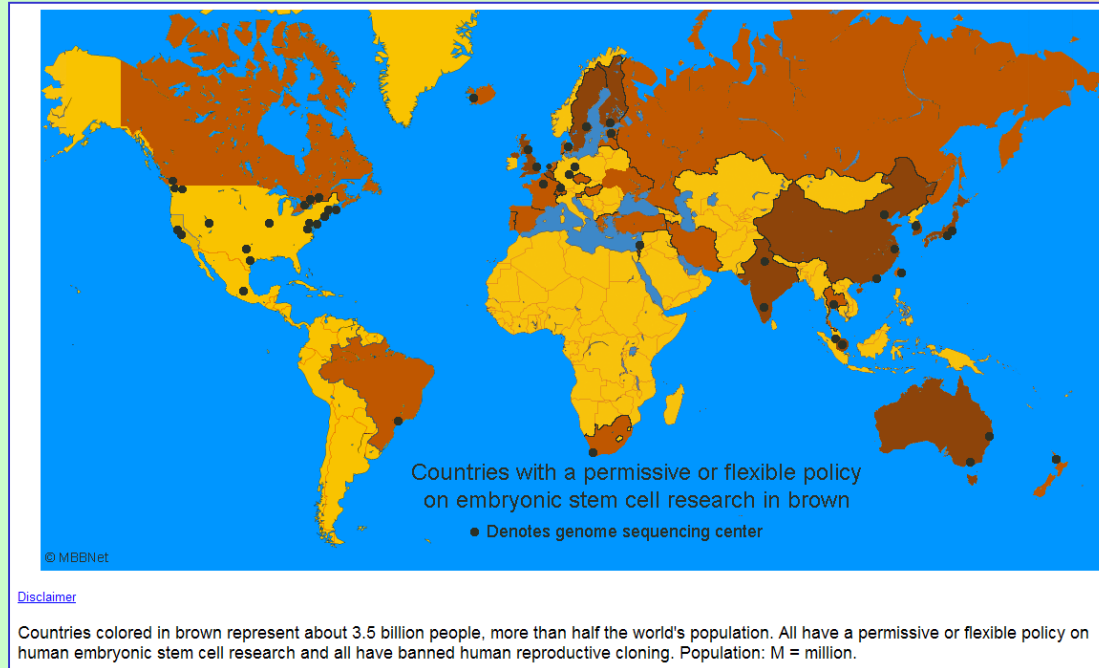 Countries with a permissive or flexible policy
on embryonic stem cell research in brown
● Denotes genome sequencing center
© MBBNet
Disclaimer
Countries colored in brown represent about 3.5 billion people, more than half the world's population. All have a permissive or flexible policy on
human embryonic stem cell research and all have banned human reproductive cloning. Population: M = million.